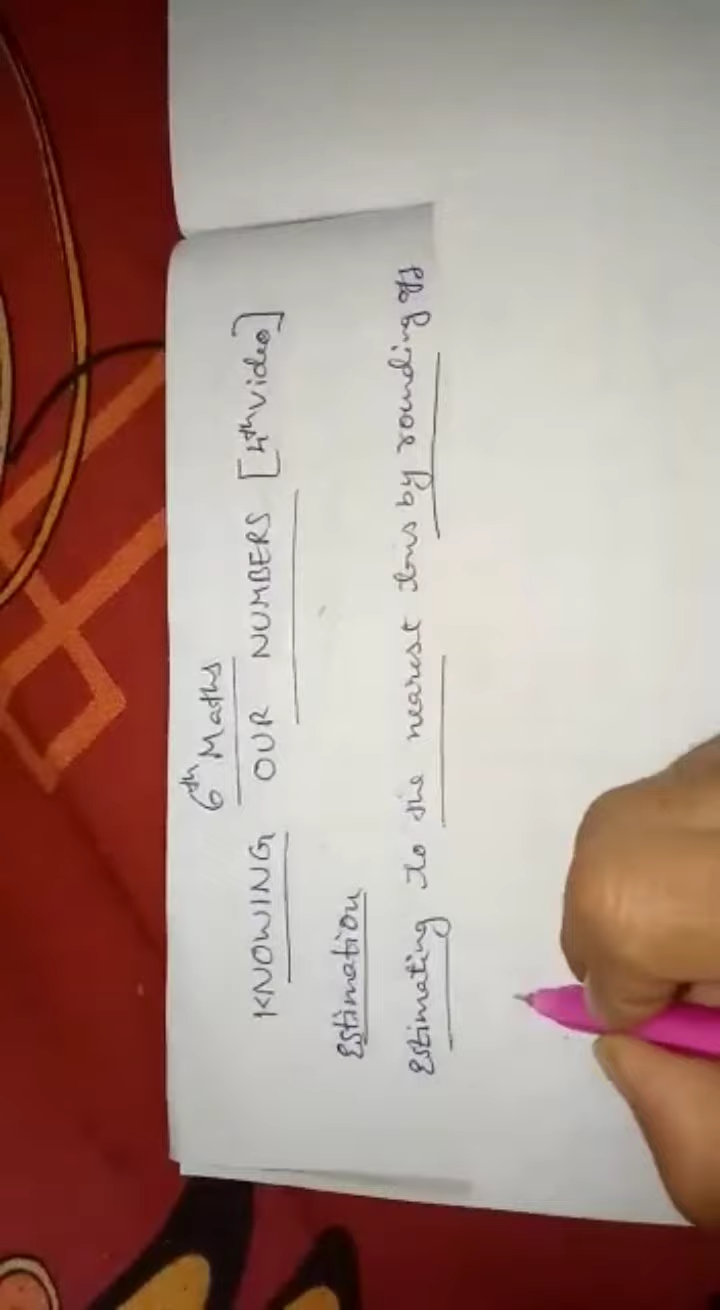 6th Maths
KNOWING OUR NUMBERS [4th video]
Estimation
Estimating to the nearest tens by rounding off